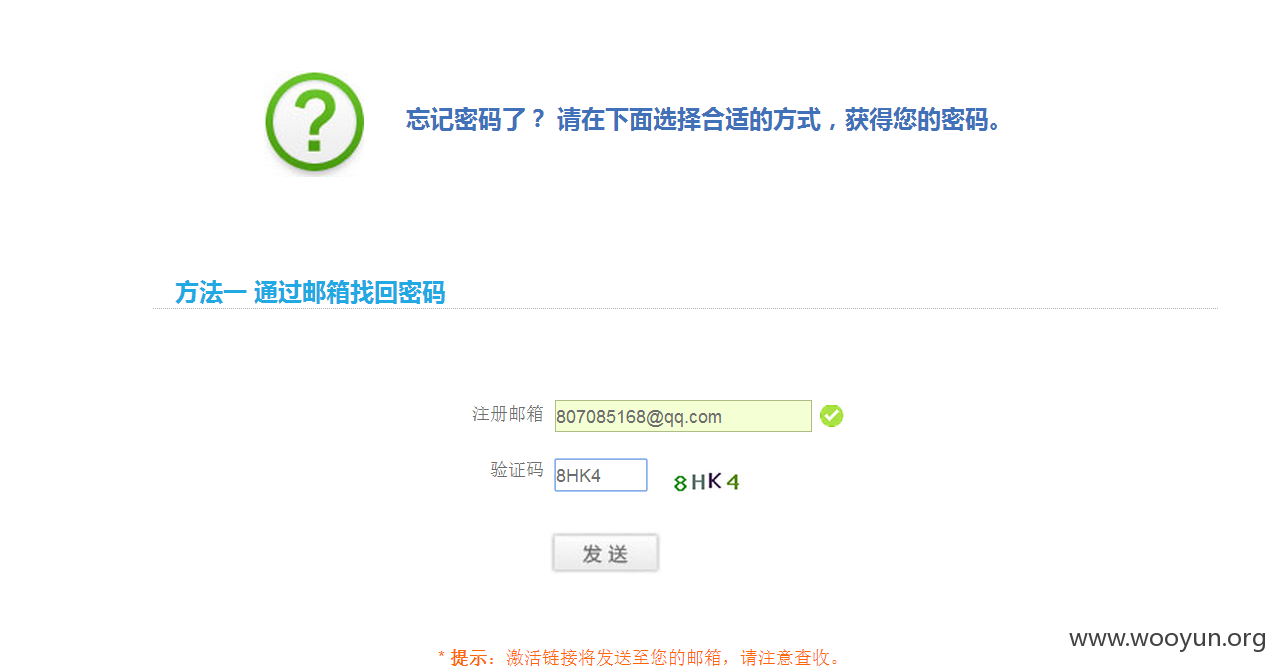 忘记密码了？ 请在下面选择合适的方式，获得您的密码。
方法一 通过邮箱找回密码
注册邮箱 807085168@qq.com
验证码 8HK4 8HK4
发 送
* 提示：激活链接将发送至您的邮箱，请注意查收。
www.wooyun.org